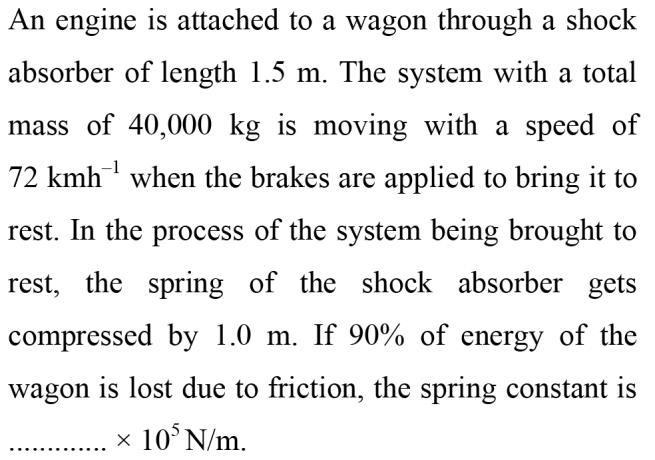 An engine is attached to a wagon through a shock
absorber of length 1.5 m. The system with a total
mass of 40,000 kg is moving with a speed of
72 kmh⁻¹ when the brakes are applied to bring it to
rest. In the process of the system being brought to
rest, the spring of the shock absorber gets
compressed by 1.0 m. If 90% of energy of the
wagon is lost due to friction, the spring constant is
............. × 10⁵ N/m.